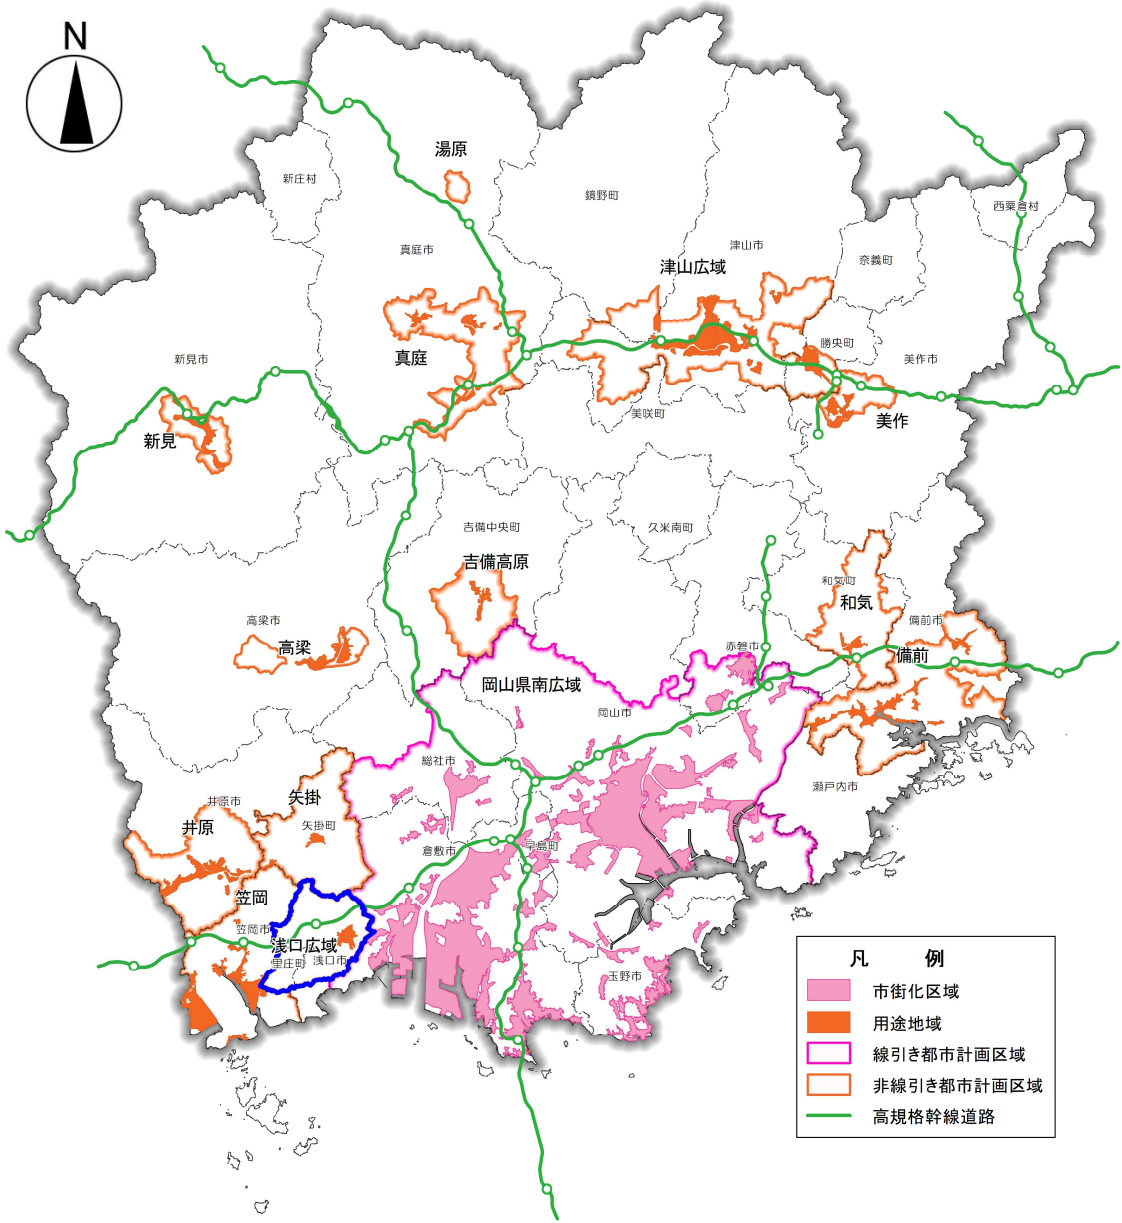 N
湯原
新庄村
鏡野町
西粟倉村
真庭市
津山市
奈義町
津山広域
勝央町
新見市
真庭
美作市
美咲町
美作
新見
吉備中央町
久米南町
吉備高原
和気町
和気
高梁市
備前市
高梁
赤磐市
備前
岡山県南広域
岡山市
総社市
瀬戸内市
井原市
矢掛
井原
矢掛町
倉敷市
早島町
笠岡
笠岡市
浅口広域
里庄町
浅口市
玉野市
凡 例
市街化区域
用途地域
線引き都市計画区域
非線引き都市計画区域
高規格幹線道路